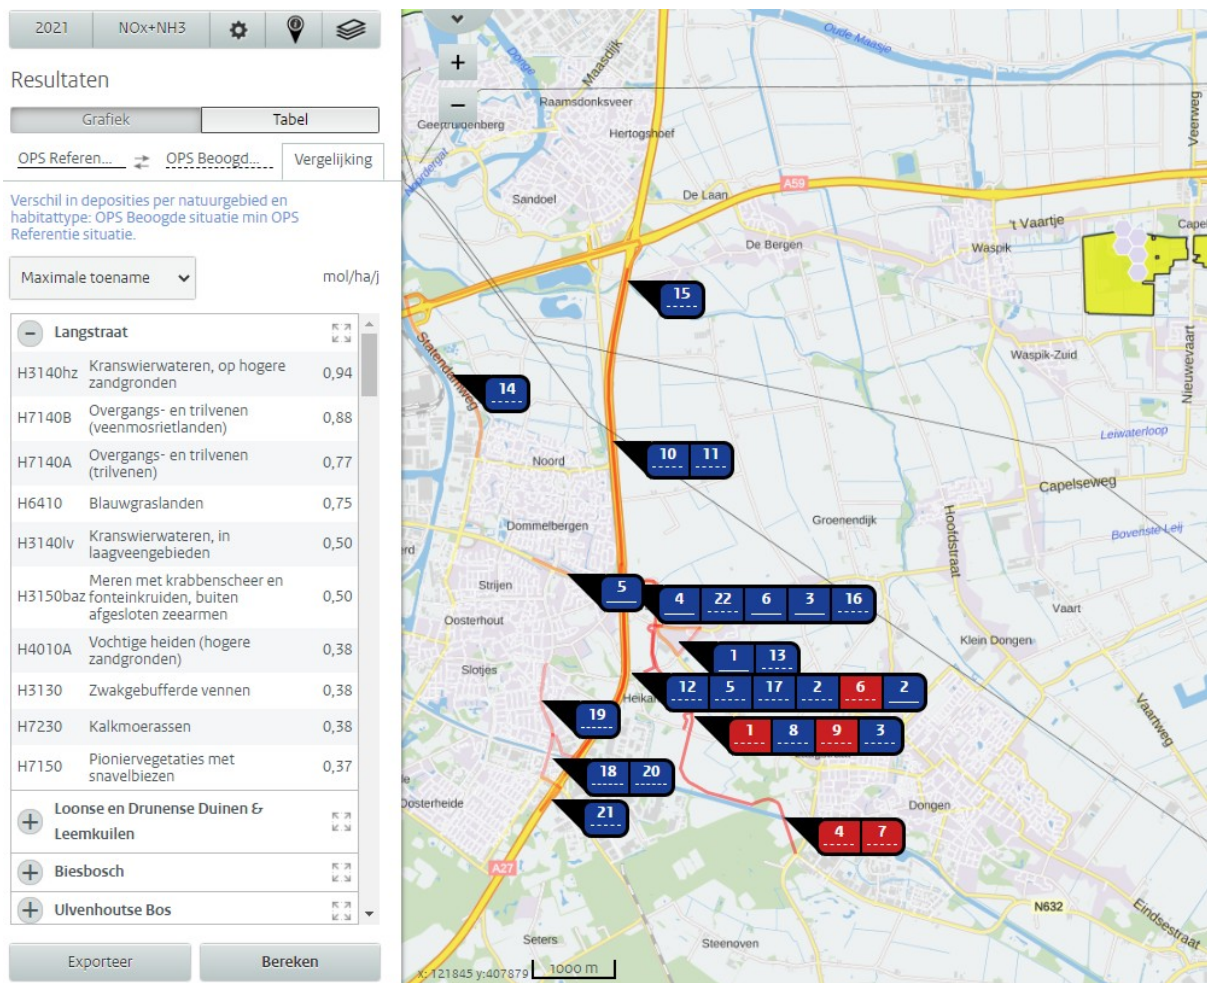 2021
NOx+NH3
Resultaten
Grafiek
Tabel
OPS Referen...
OPS Beoogd...
Vergelijking
Verschil in deposities per natuurgebied en
habitattype: OPS Beoogde situatie min OPS
Referentie situatie.
Maximale toename
mol/ha/j
Langstraat
H3140hz Kranswierwateren, op hogere
zandgronden 0,94
H7140B Overgangs- en trilvenen
(veenmosrietlanden) 0,88
H7140A Overgangs- en trilvenen
(trilvenen) 0,77
H6410 Blauwgraslanden 0,75
H3140lv Kranswierwateren, in
laagveengebieden 0,50
Meren met krabbenscheer en
H3150baz fonteinkruiden, buiten 0,50
afgesloten zeearmen
H4010A Vochtige heiden (hogere
zandgronden) 0,38
H3130 Zwakgebufferde vennen 0,38
H7230 Kalkmoerassen 0,38
H7150 Pioniervegetaties met
snavelbiezen 0,37
Loonse en Drunense Duinen &
Leemkuilen
Biesbosch
Ulvenhoutse Bos
Exporteer
Bereken
+
−
Donge
Maasdijk
Oude Maasje
Veerweg
Raamsdonksveer
Geertruidenberg
Hertogshoef
Noordergat
A59
Sandoel
De Laan
't Vaartje
Capel
De Bergen
Waspik
15
Statendamweg
Waspik-Zuid
Nieuwevaart
14
Leiwaterloop
10 11
Noord
Capelseweg
Groenendijk
Hoofdstraat
Dommelbergen
Bovenste Leij
rd
Strijen
5
4 22 6 3 16
Vaart
Oosterhout
Klein Dongen
1 13
Slotjes
12 5 17 2 6 2
Heika
Vaartweg
19
1 8 9 3
18 20
de
Oosterheide
21
Dongen
4 7
A27
N632
Eindsestraat
Seters
Steenoven
x: 121845 y:407879
1000 m